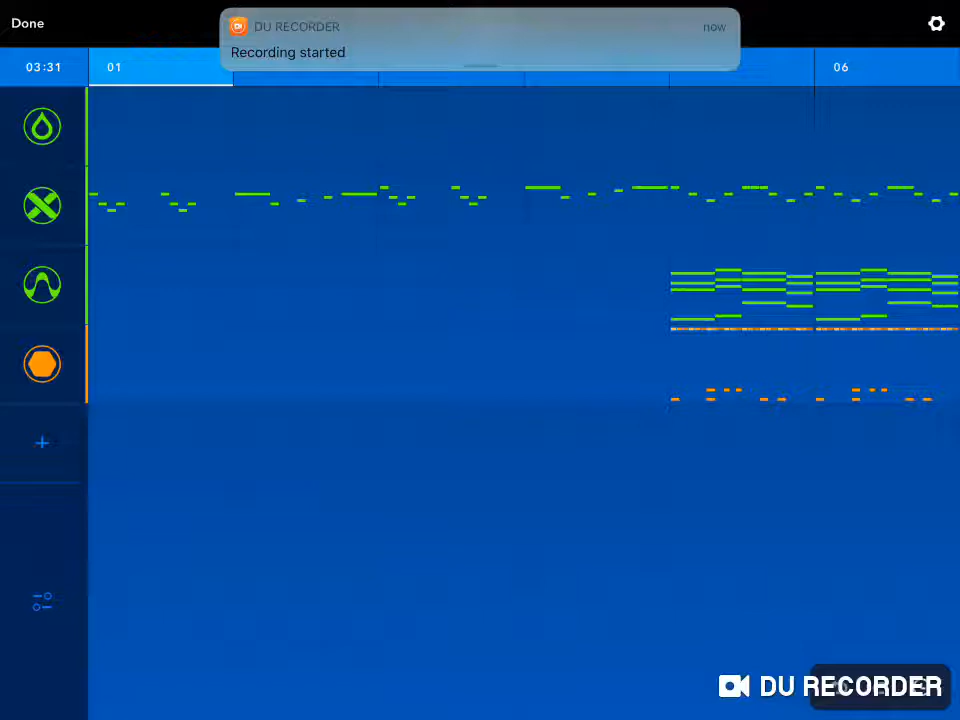 Done
DU RECORDER
now
Recording started
03:31
01
06
DU RECORDER